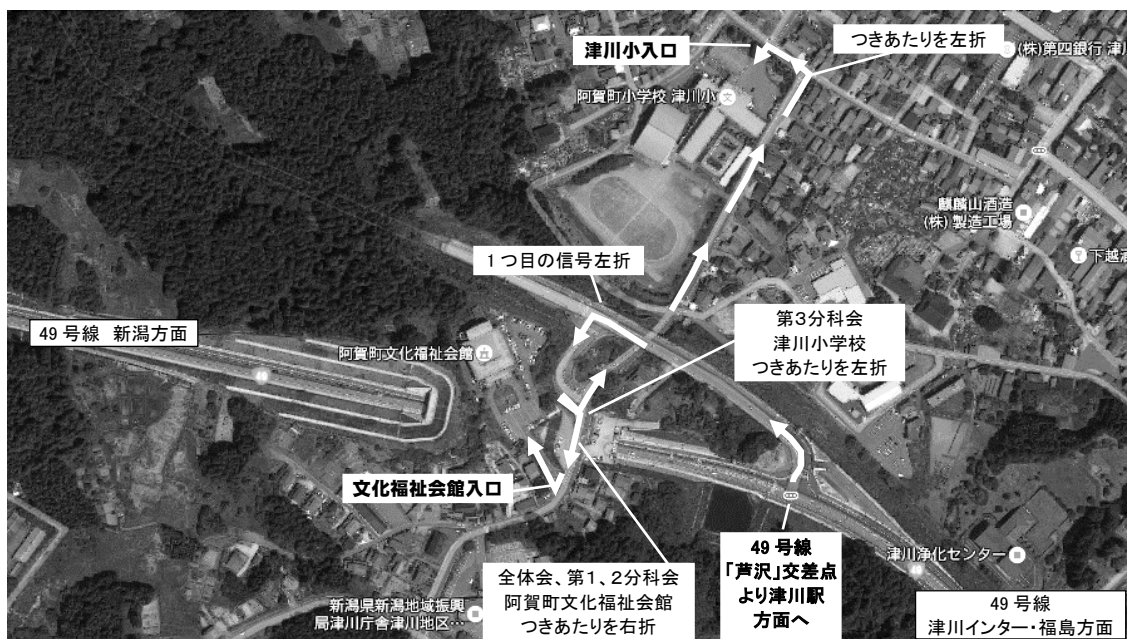 津川小入口
つきあたりを左折
(株)第四銀行 津川
阿賀町小学校 津川小
麒麟山酒造
(株) 製造工場
下越酒
1つ目の信号左折
第3分科会
津川小学校
つきあたりを左折
49号線 新潟方面
阿賀町文化福祉会館
49
文化福祉会館入口
49号線
「芦沢」交差点
より津川駅
方面へ
津川浄化センター
全体会、第1、2分科会
阿賀町文化福祉会館
つきあたりを右折
新潟県新潟地域振興
局津川庁舎津川地区…
49号線
津川インター・福島方面